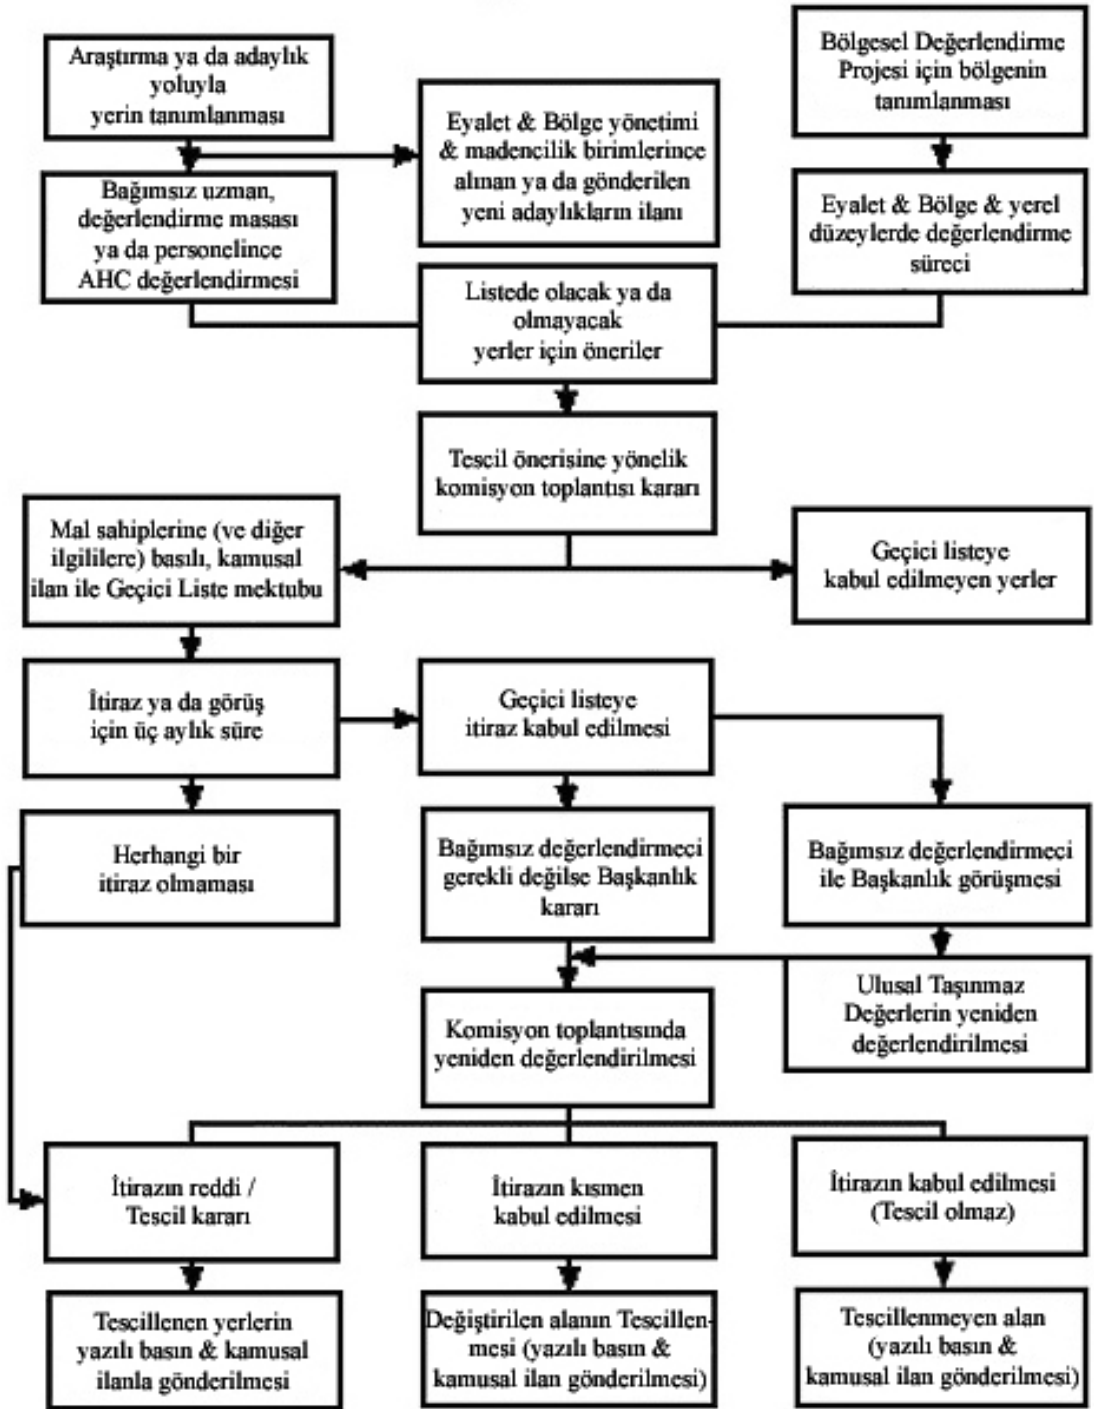 Araştırma ya da adaylık
yoluyla
yerin tanımlanması
Bölgesel Değerlendirme
Projesi için bölgenin
tanımlanması
Eyalet & Bölge yönetimi
& madencilik birimlerince
alınan ya da gönderilen
yeni adaylıkların ilanı
Bağımsız uzman,
değerlendirme masası
ya da personelince
AHC değerlendirmesi
Eyalet & Bölge & yerel
düzeylerde değerlendirme
süreci
Listede olacak ya da
olmayacak
yerler için öneriler
Tescil önerisine yönelik
komisyon toplantısı kararı
Mal sahiplerine (ve diğer
ilgililere) basılı, kamusal
ilan ile Geçici Liste mektubu
Geçici listeye
kabul edilmeyen yerler
İtiraz ya da görüş
için üç aylık süre
Geçici listeye
itiraz kabul edilmesi
Herhangi bir
itiraz olmaması
Bağımsız değerlendirmeci
gerekli değilse Başkanlık
kararı
Bağımsız değerlendirmeci
ile Başkanlık görüşmesi
Ulusal Taşınmaz
Değerlerin yeniden
değerlendirilmesi
Komisyon toplantısında
yeniden değerlendirilmesi
İtirazın reddi /
Tescil kararı
İtirazın kısmen
kabul edilmesi
İtirazın kabul edilmesi
(Tescil olmaz)
Tescillenen yerlerin
yazılı basın & kamusal
ilanla gönderilmesi
Değiştirilen alanın Tescillen-
mesi (yazılı basın &
kamusal ilan gönderilmesi)
Tescillenmeyen alan
(yazılı basın &
kamusal ilan gönderilmesi)